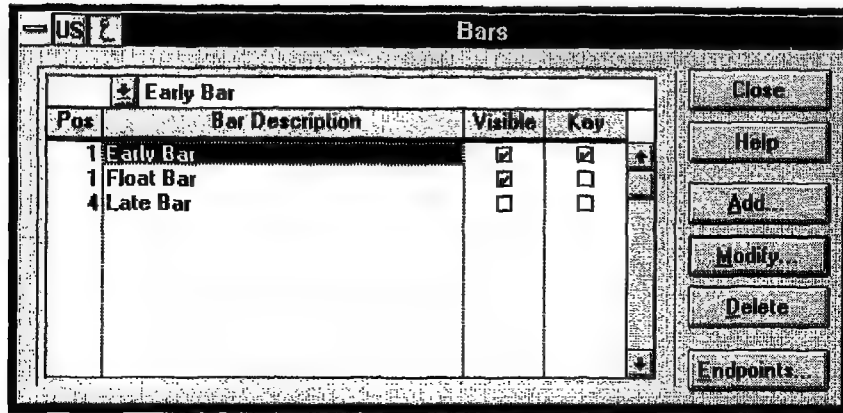 US Bars
Early Bar
Pos Bar Description Visible Key
1 Early Bar
1 Float Bar
4 Late Bar
Close
Help
Add...
Modify...
Delete
Endpoints...